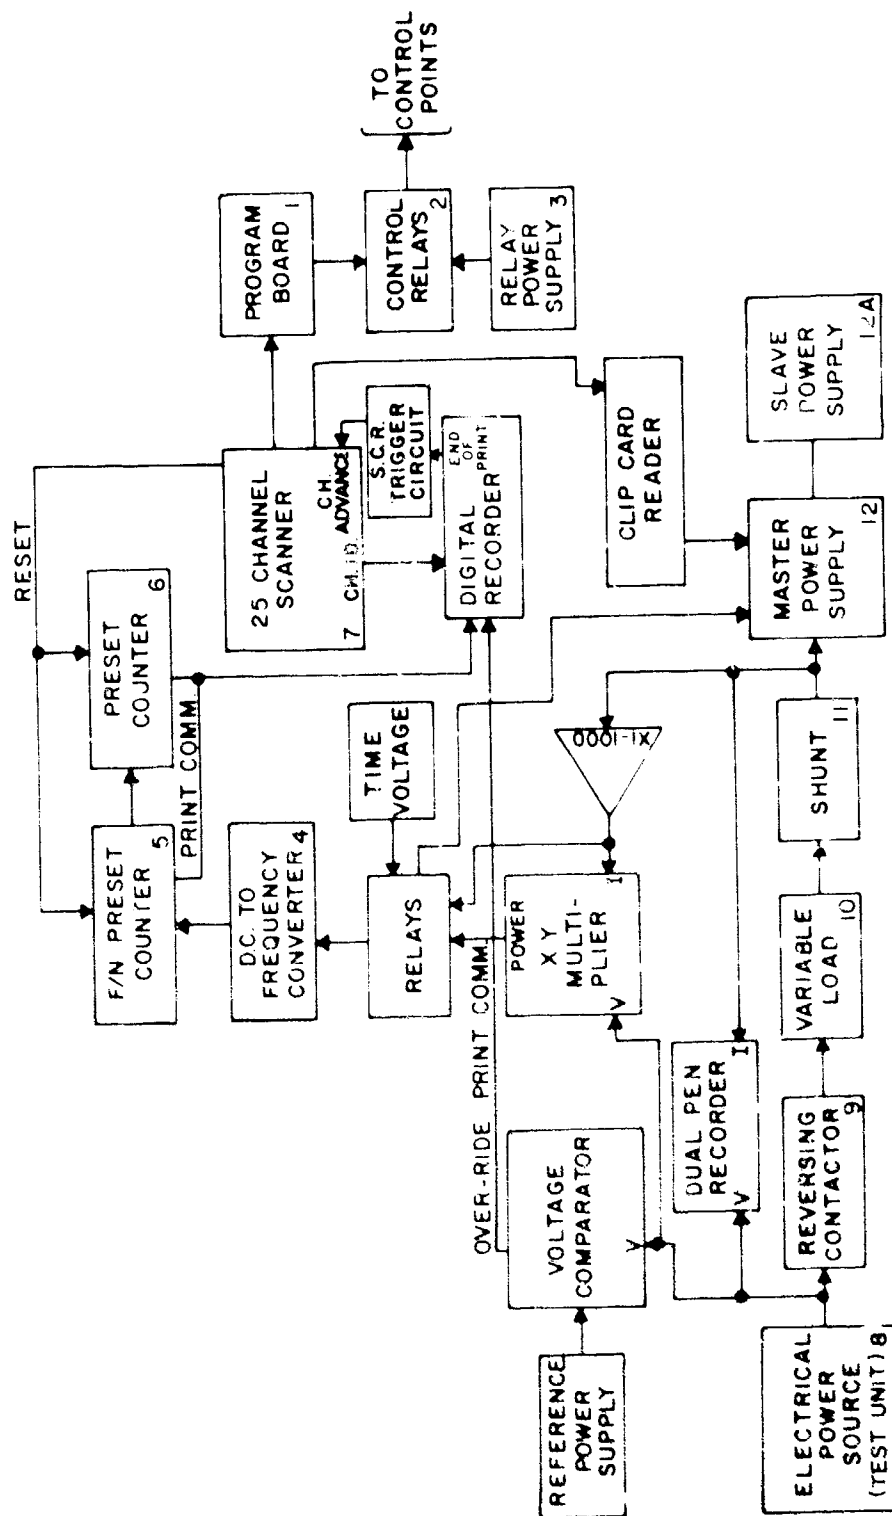 RESET
F/N PRESET
COUNTER
5
PRESET
COUNTER
6
PRINT COMM.
25 CHANNEL
SCANNER
7
CH. ID.
CH.
ADVANCE
PROGRAM
BOARD
1
CONTROL
RELAYS
2
TO
CONTROL
POINTS
RELAY
POWER
SUPPLY
3
D.C. TO
FREQUENCY
CONVERTER
4
TIME
VOLTAGE
S.C.R.
TRIGGER
CIRCUIT
RELAYS
DIGITAL
RECORDER
END
OF
PRINT
OVER-RIDE PRINT COMM.
POWER
X Y
MULTI-
PLIER
V
I
X1-1000
CLIP CARD
READER
REFERENCE
POWER
SUPPLY
VOLTAGE
COMPARATOR
V
DUAL PEN
RECORDER
V
I
ELECTRICAL
POWER
SOURCE
(TEST UNIT)
8
REVERSING
CONTACTOR
9
VARIABLE
LOAD
10
SHUNT
11
MASTER
POWER
SUPPLY
12
SLAVE
POWER
SUPPLY
12A